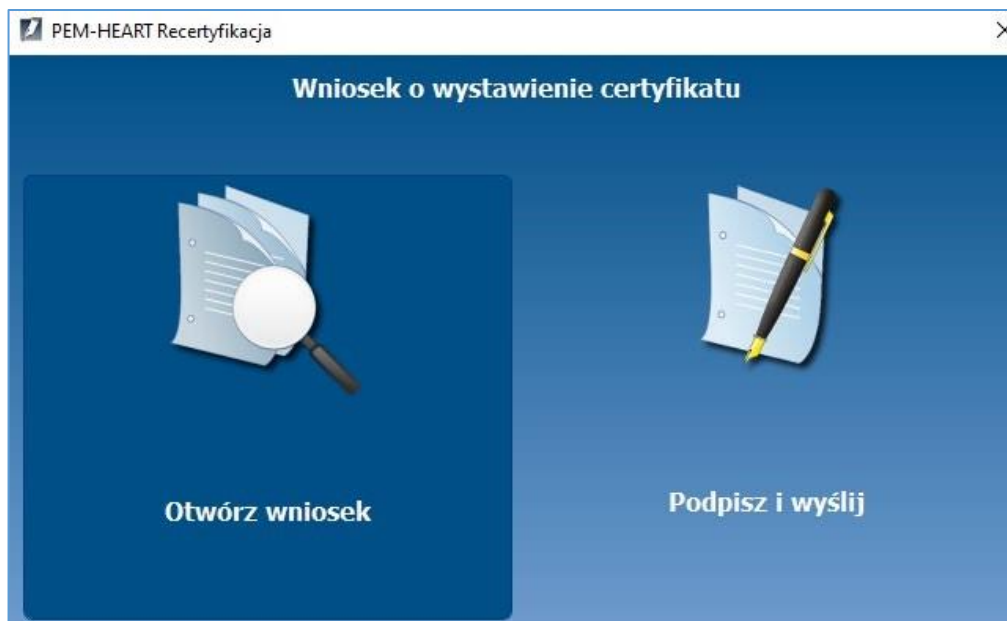 PEM-HEART Recertyfikacja
Wniosek o wystawienie certyfikatu
Otwórz wniosek
Podpisz i wyślij